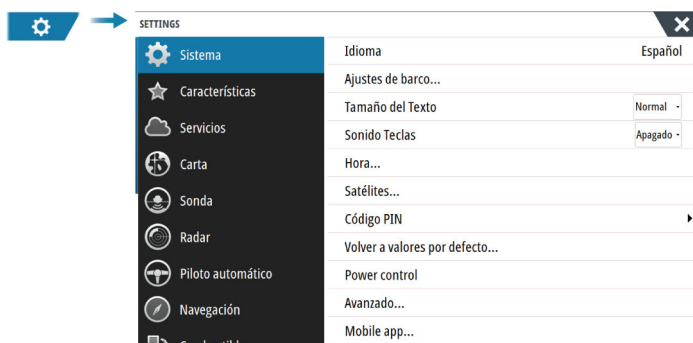 SETTINGS
Sistema
Características
Servicios
Carta
Sonda
Radar
Piloto automático
Navegación
Idioma Español
Ajustes de barco...
Tamaño del Texto Normal
Sonido Teclas Apagado
Hora...
Satélites...
Código PIN
Volver a valores por defecto...
Power control
Avanzado...
Mobile app...